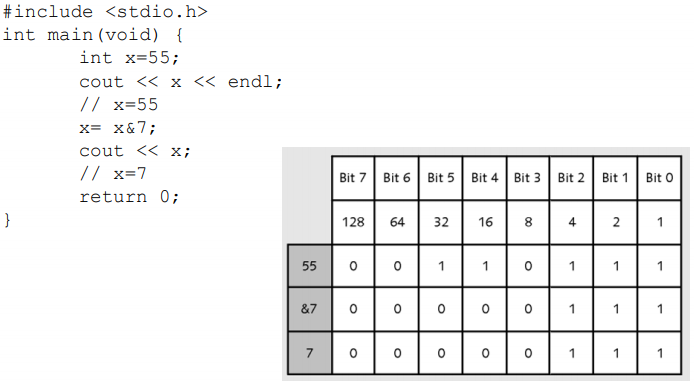 #include <stdio.h>
int main(void) {
int x=55;
cout << x << endl;
// x=55
x= x&7;
cout << x;
// x=7
return 0;
}
Bit 7 Bit 6 Bit 5 Bit 4 Bit 3 Bit 2 Bit 1 Bit 0
128 64 32 16 8 4 2 1
55 0 0 1 1 0 1 1 1
&7 0 0 0 0 0 1 1 1
7 0 0 0 0 0 1 1 1